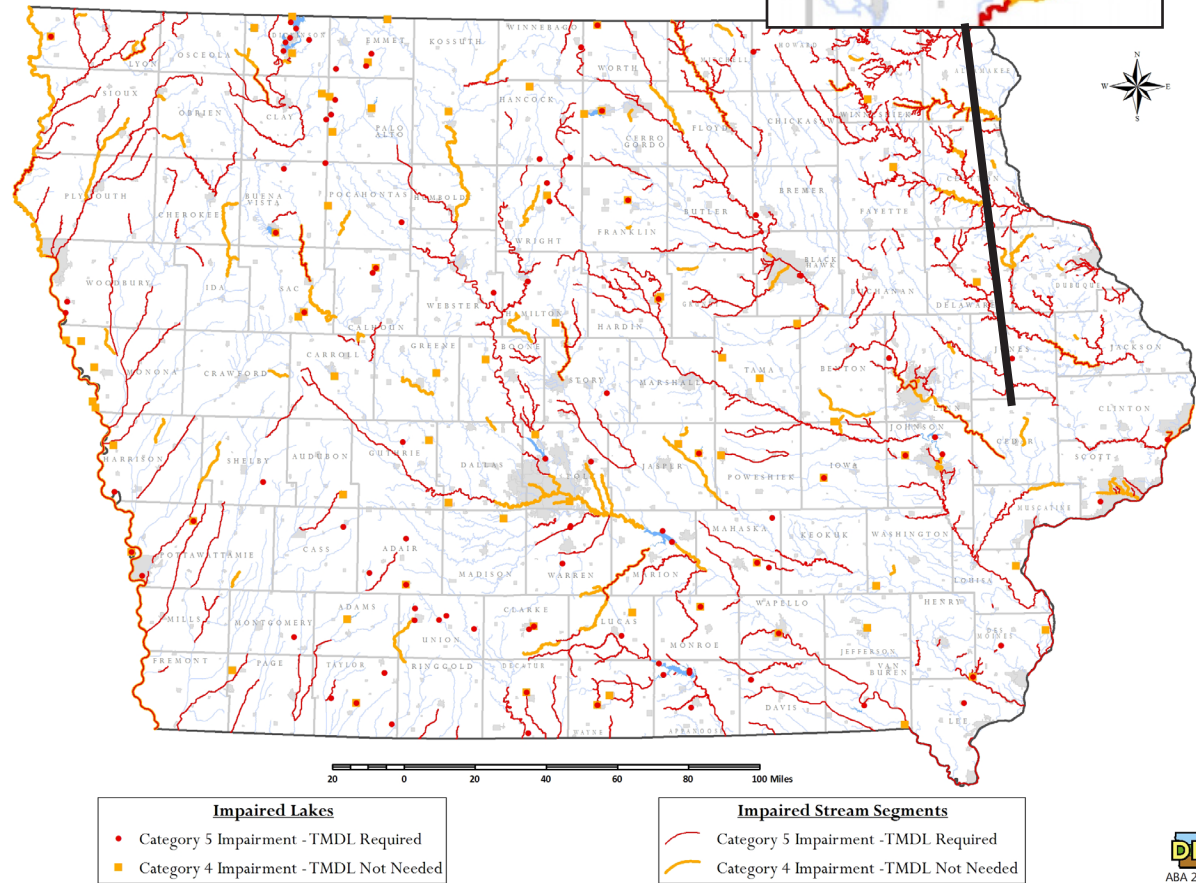 WINNEBAGO
DICKINSON
EMMET
KOSSUTH
HOWARD
OSCEOLA
LYON
MITCHELL
WORTH
N
W E
S
SIOUX
OBRIEN
CLAY
HANCOCK
WINNESHIEK
PALO
ALTO
CERRO
GORDO
FLOYD
CHICKASAW
PLYMOUTH
BUENA
VISTA
POCAHONTAS
HUMBOLDT
BREMER
CHEROKEE
BUTLER
FAYETTE
WRIGHT
FRANKLIN
BLACK
HAWK
WOODBURY
IDA
SAC
BUCHANAN
DUBUQUE
WEBSTER
DELAWARE
HAMILTON
CALHOUN
HARDIN
GREENE
BOONE
JACKSON
CARROLL
TAMA
BENTON
MONONA
CRAWFORD
STORY
MARSHALL
CLINTON
JOHNSON
CEDAR
HARRISON
SHELBY
AUDUBON
GUTHRIE
DALLAS
JASPER
POWESHIEK
IOWA
SCOTT
MUSCATINE
MAHASKA
KEOKUK
WASHINGTON
POTTAWATTAMIE
CASS
ADAIR
MADISON
WARREN
MARION
LOUISA
MILLS
MONTGOMERY
ADAMS
UNION
CLARKE
LUCAS
MONROE
WAPELLO
JEFFERSON
HENRY
DES
MOINES
FREMONT
PAGE
TAYLOR
RINGGOLD
DECATUR
WAYNE
APPANOOSE
DAVIS
VAN
BUREN
LEE
20 0 20 40 60 80 100 Miles
Impaired Lakes
Category 5 Impairment - TMDL Required
Category 4 Impairment - TMDL Not Needed
Impaired Stream Segments
Category 5 Impairment - TMDL Required
Category 4 Impairment - TMDL Not Needed